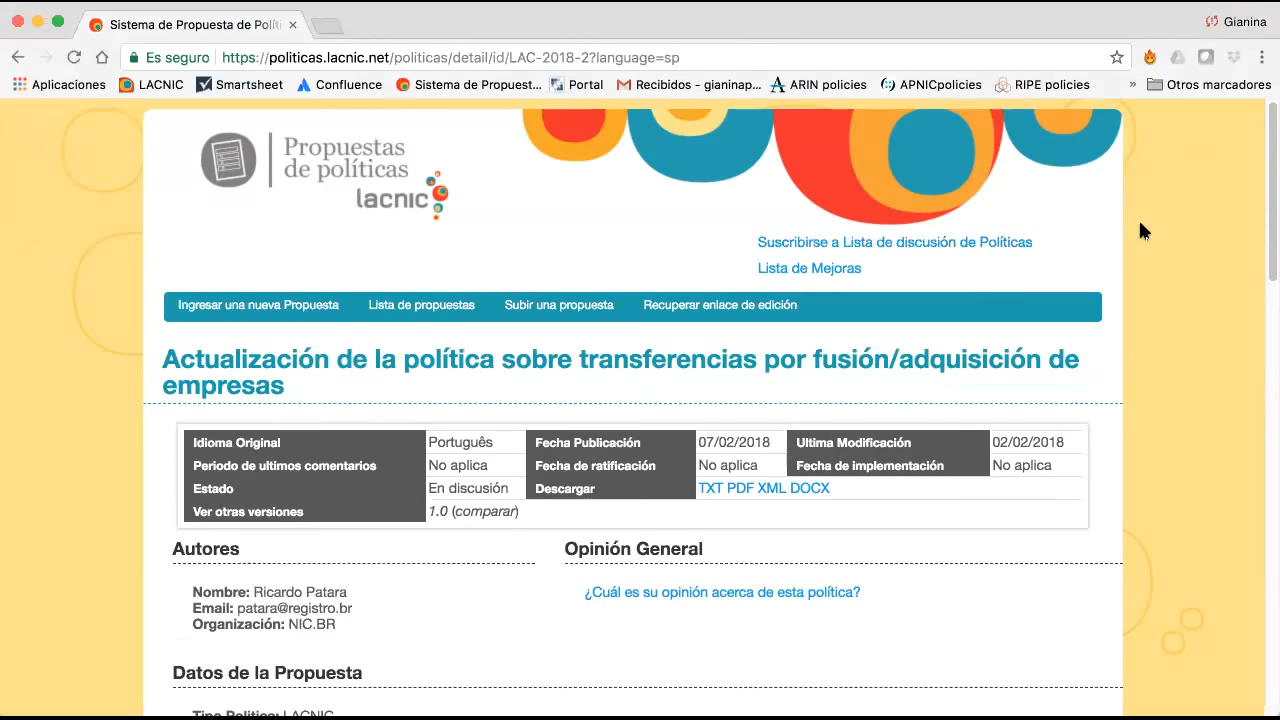 Sistema de Propuesta de Polít
Gianina
Es seguro https://politicas.lacnic.net/politicas/detail/id/LAC-2018-2?language=sp
Aplicaciones LACNIC Smartsheet Confluence Sistema de Propuest... Portal Recibidos - gianinap... ARIN policies APNICpolicies RIPE policies » Otros marcadores
Propuestas
de políticas
lacnic
Suscribirse a Lista de discusión de Políticas
Lista de Mejoras
Ingresar una nueva Propuesta Lista de propuestas Subir una propuesta Recuperar enlace de edición
Actualización de la política sobre transferencias por fusión/adquisición de
empresas
Idioma Original Português Fecha Publicación 07/02/2018 Ultima Modificación 02/02/2018
Periodo de ultimos comentarios No aplica Fecha de ratificación No aplica Fecha de implementación No aplica
Estado En discusión Descargar TXT PDF XML DOCX
Ver otras versiones 1.0 (comparar)
Autores
Opinión General
Nombre: Ricardo Patara
¿Cuál es su opinión acerca de esta política?
Email: patara@registro.br
Organización: NIC.BR
Datos de la Propuesta
Tipo Politica: LACNIC